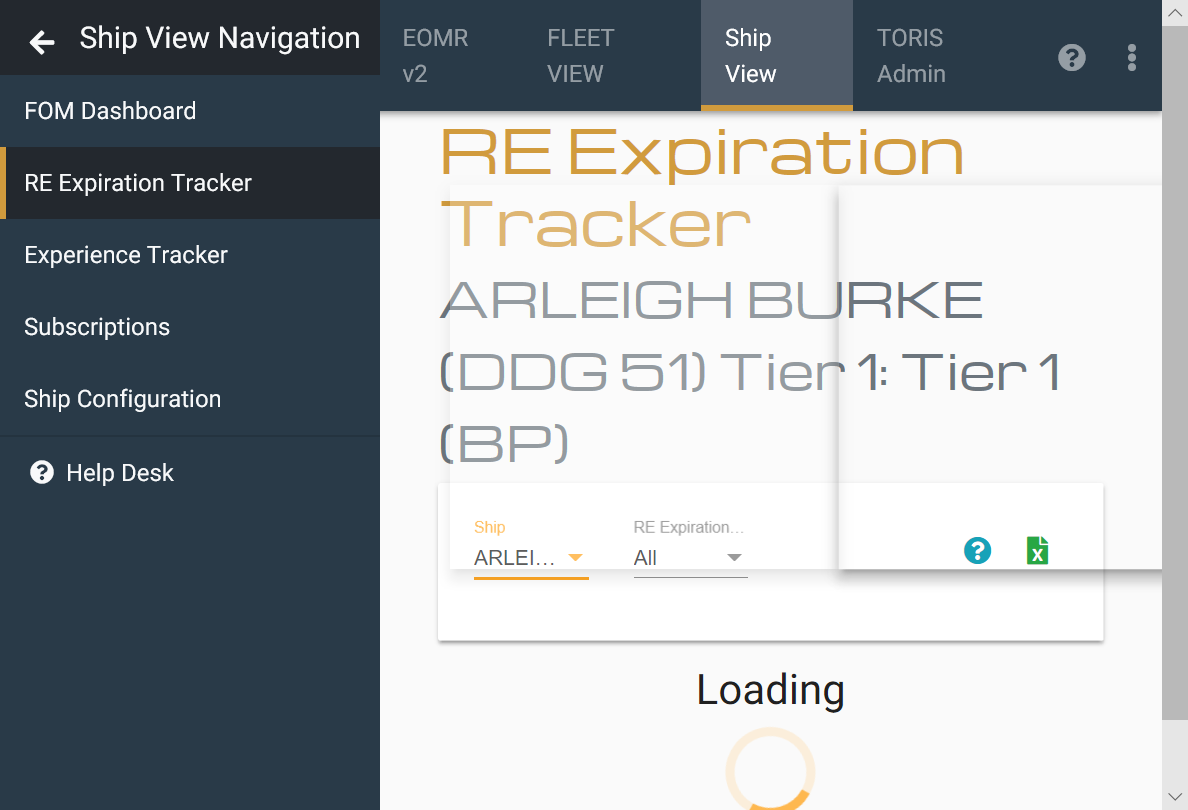 Ship View Navigation
FOM Dashboard
RE Expiration Tracker
Experience Tracker
Subscriptions
Ship Configuration
Help Desk
EOMR
v2
FLEET
VIEW
Ship
View
TORIS
Admin
RE Expiration
Tracker
ARLEIGH BURKE
(DDG 51) Tier 1: Tier 1
(BP)
Ship
ARLEI...
RE Expiration...
All
Loading